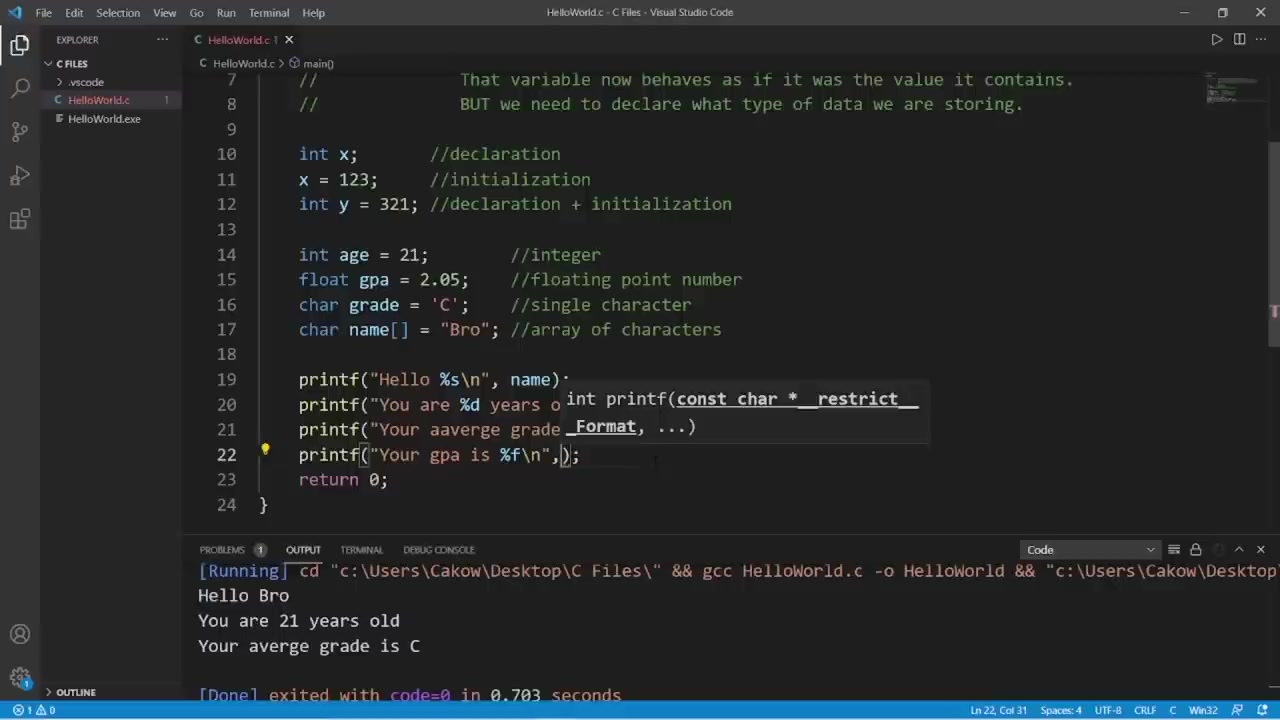 File Edit Selection View Go Run Terminal Help HelloWorld.c - C Files - Visual Studio Code
EXPLORER ··· C HelloWorld.c 1
C FILES HelloWorld.c > main()
> .vscode
C HelloWorld.c 1
HelloWorld.exe
7 // That variable now behaves as if it was the value it contains.
8 // BUT we need to declare what type of data we are storing.
9
10 int x; //declaration
11 x = 123; //initialization
12 int y = 321; //declaration + initialization
13
14 int age = 21; //integer
15 float gpa = 2.05; //floating point number
16 char grade = 'C'; //single character
17 char name[] = "Bro"; //array of characters
18
19 printf("Hello %s\n", name);
20 printf("You are %d years o
21 printf("Your aaverge grade
22 printf("Your gpa is %f\n",);
23 return 0;
24 }
int printf(const char *__restrict__
_Format, ...)
PROBLEMS 1 OUTPUT TERMINAL DEBUG CONSOLE Code
[Running] cd "c:\Users\Cakow\Desktop\C Files\" && gcc HelloWorld.c -o HelloWorld && "c:\Users\Cakow\Desktop
Hello Bro
You are 21 years old
Your averge grade is C
[Done] exited with code=0 in 0.703 seconds
> OUTLINE
1 0 Ln 22, Col 31 Spaces: 4 UTF-8 CRLF C Win32